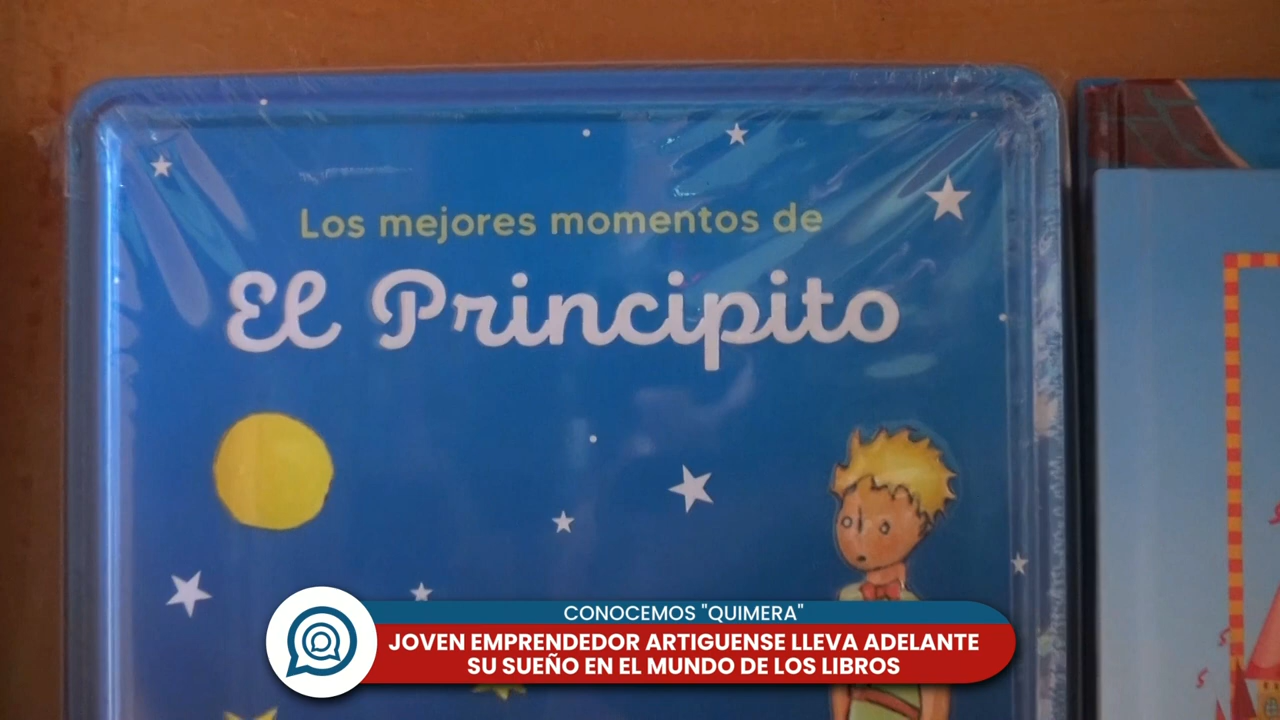 Los mejores momentos de
El Principito
CONOCEMOS "QUIMERA"
JOVEN EMPRENDEDOR ARTIGUENSE LLEVA ADELANTE
SU SUEÑO EN EL MUNDO DE LOS LIBROS